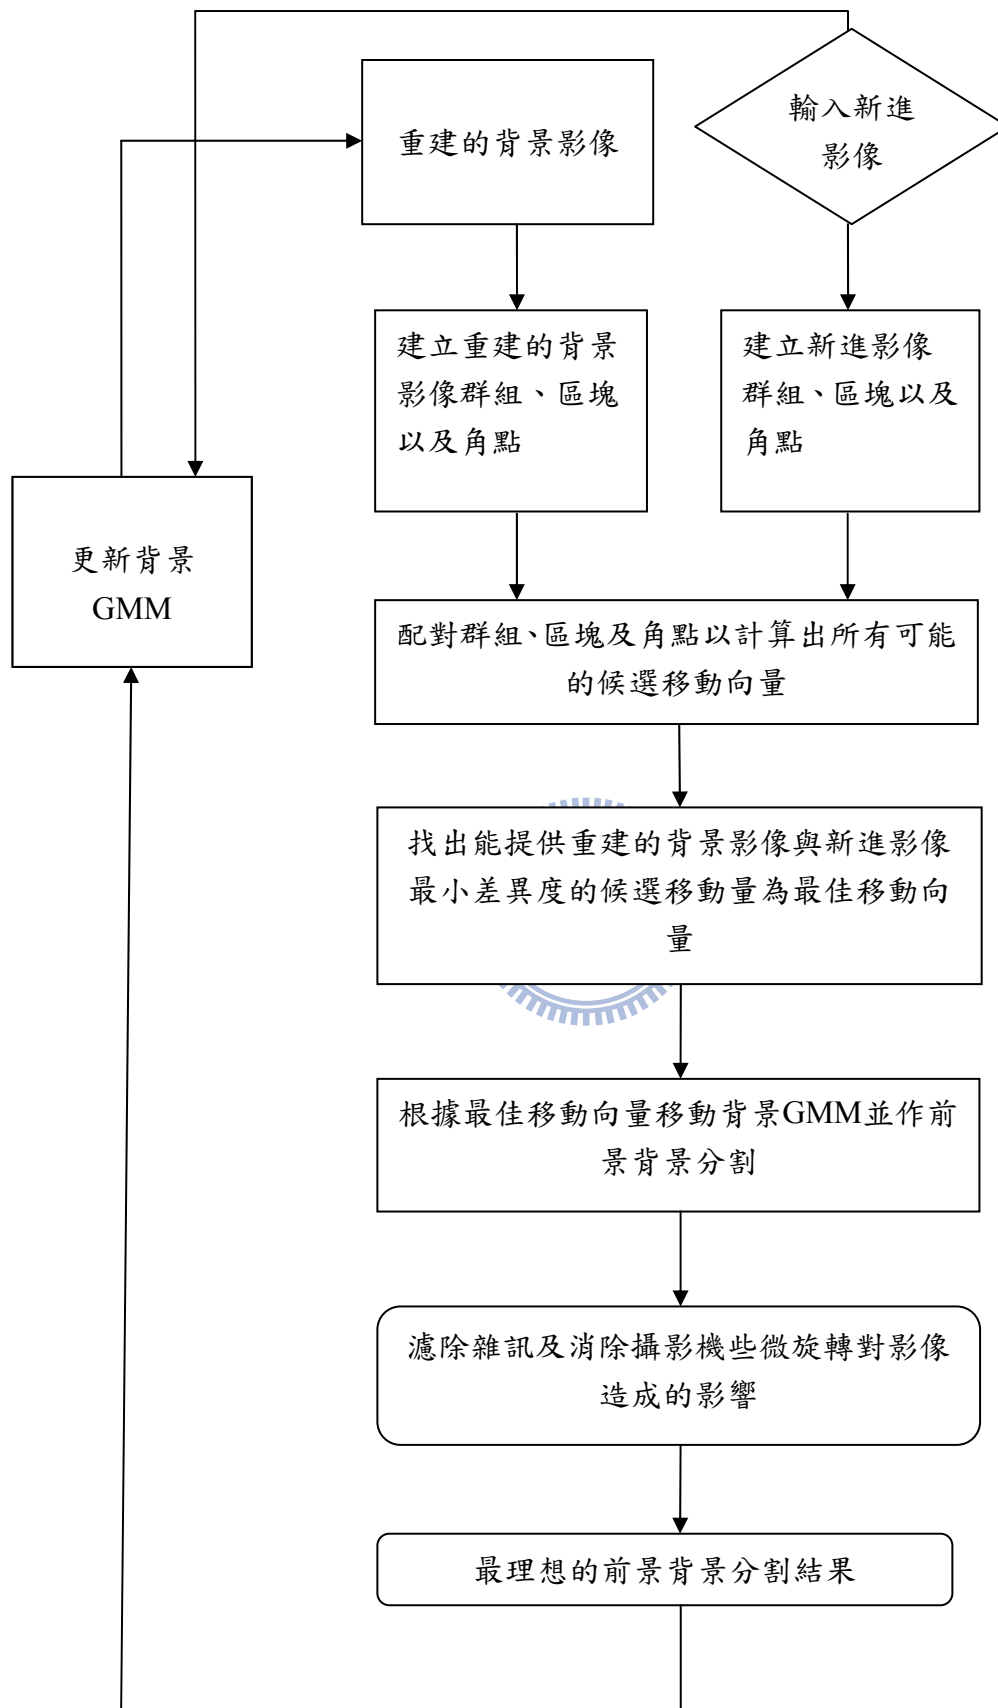 重建的背景影像
輸入新進
影像
建立重建的背景
影像群組、區塊
以及角點
建立新進影像
群組、區塊以及
角點
更新背景
GMM
配對群組、區塊及角點以計算出所有可能
的候選移動向量
找出能提供重建的背景影像與新進影像
最小差異度的候選移動量為最佳移動向
量
根據最佳移動向量移動背景GMM並作前
景背景分割
濾除雜訊及消除攝影機些微旋轉對影像
造成的影響
最理想的前景背景分割結果